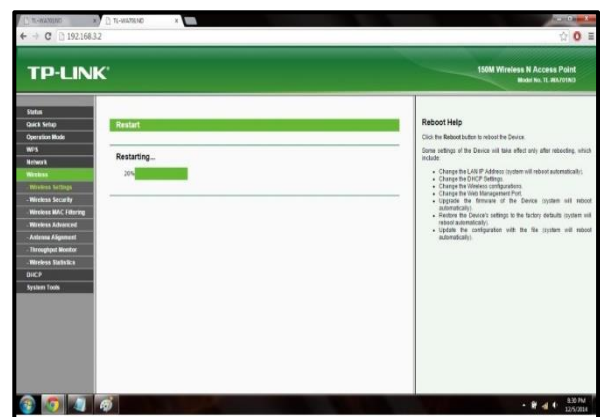 TL-WA701ND
TL-WA701ND
192.168.3.2
TP-LINK®
150M Wireless N Access Point
Model No. TL-WA701ND
Status
Quick Setup
Operation Mode
WPS
Network
Wireless
- Wireless Settings
- Wireless Security
- Wireless MAC Filtering
- Wireless Advanced
- Antenna Alignment
- Throughput Monitor
- Wireless Statistics
DHCP
System Tools
Restart
Restarting...
20%
Reboot Help
Click the Reboot button to reboot the Device.
Some settings of the Device will take effect only after rebooting, which
include:
Change the LAN IP Address (system will reboot automatically).
Change the DHCP Settings.
Change the Wireless configurations.
Change the Web Management Port.
Upgrade the firmware of the Device (system will reboot
automatically).
Restore the Device's settings to the factory defaults (system will
reboot automatically).
Update the configuration with the file (system will reboot
automatically).
8:30 PM
12/5/2014